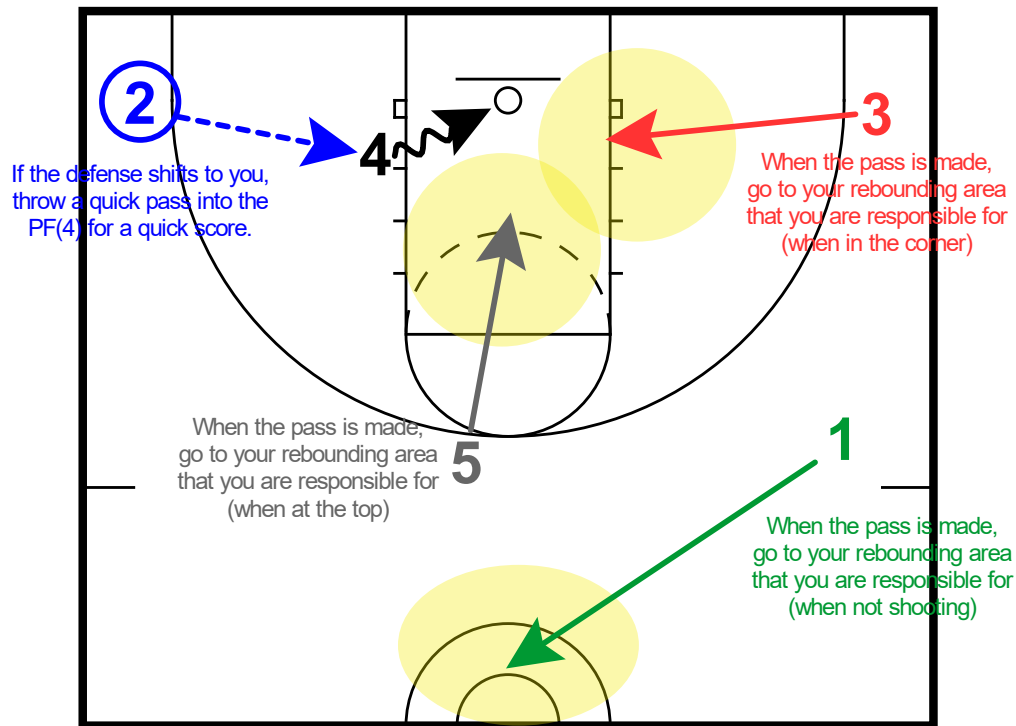 2
4
3
If the defense shifts to you,
throw a quick pass into the
PF(4) for a quick score.
When the pass is made,
go to your rebounding area
that you are responsible for
(when in the corner)
When the pass is made,
go to your rebounding area
that you are responsible for
(when at the top)
5
1
When the pass is made,
go to your rebounding area
that you are responsible for
(when not shooting)